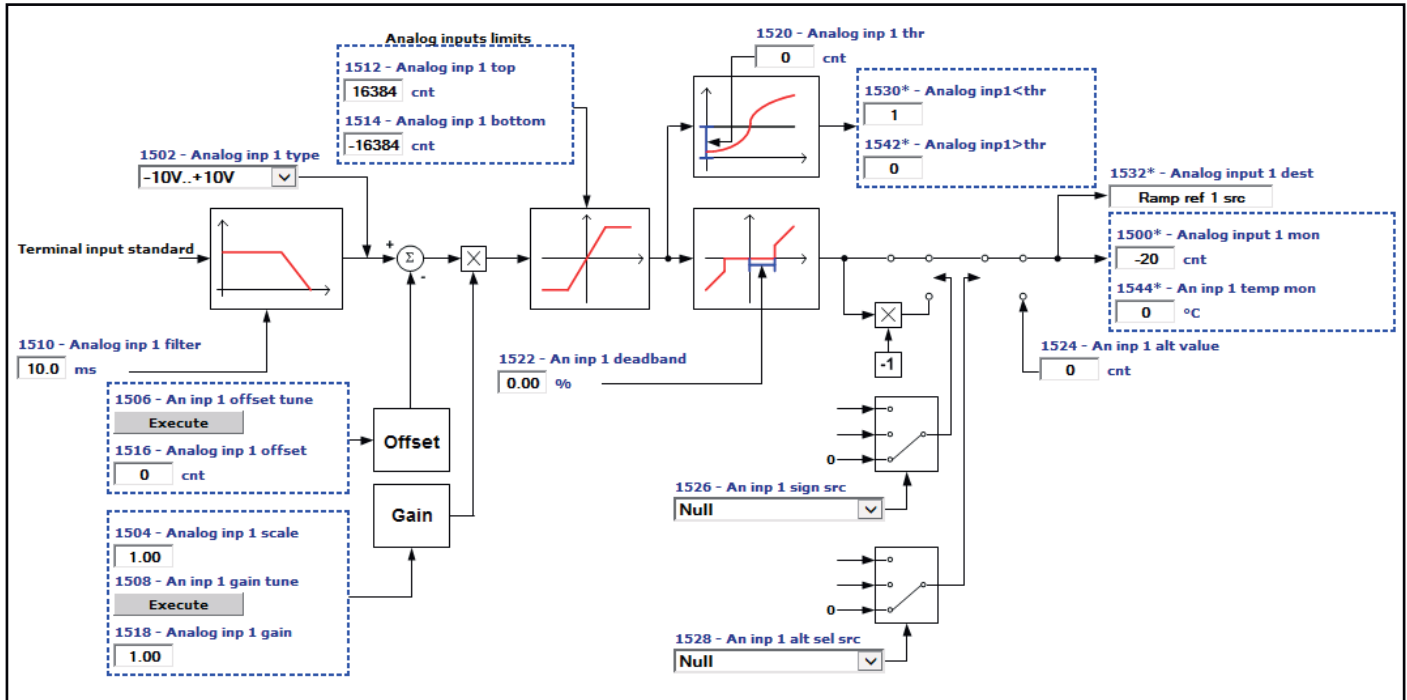 Analog inputs limits
1512 - Analog inp 1 top
16384 cnt
1514 - Analog inp 1 bottom
-16384 cnt
1520 - Analog inp 1 thr
0 cnt
1530* - Analog inp1<thr
1
1542* - Analog inp1>thr
0
1502 - Analog inp 1 type
-10V..+10V
Terminal input standard
+
Σ
-
X
1532* - Analog input 1 dest
Ramp ref 1 src
1500* - Analog input 1 mon
-20 cnt
1544* - An inp 1 temp mon
0 °C
1510 - Analog inp 1 filter
10.0 ms
1522 - An inp 1 deadband
0.00 %
X
-1
1524 - An inp 1 alt value
0 cnt
1506 - An inp 1 offset tune
Execute
1516 - Analog inp 1 offset
0 cnt
Offset
1504 - Analog inp 1 scale
1.00
1508 - An inp 1 gain tune
Execute
1518 - Analog inp 1 gain
1.00
Gain
0
1526 - An inp 1 sign src
Null
0
1528 - An inp 1 alt sel src
Null